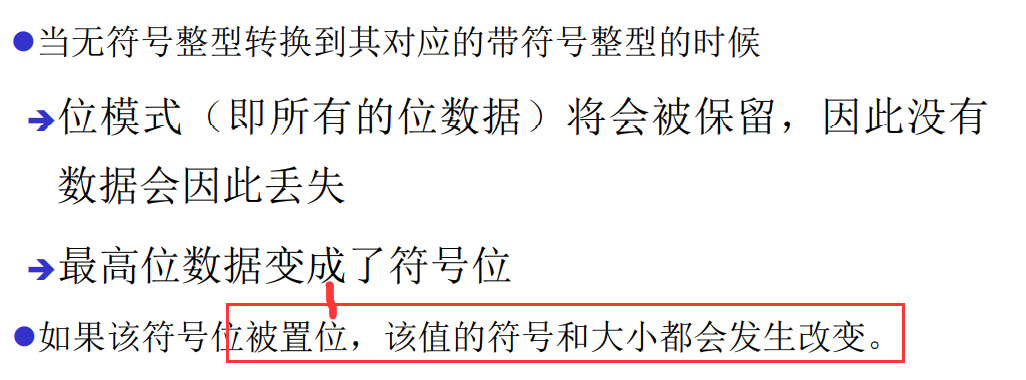 ●当无符号整型转换到其对应的带符号整型的时候
➔位模式（即所有的位数据）将会被保留，因此没有
数据会因此丢失
➔最高位数据变成了符号位
●如果该符号位被置位，该值的符号和大小都会发生改变。